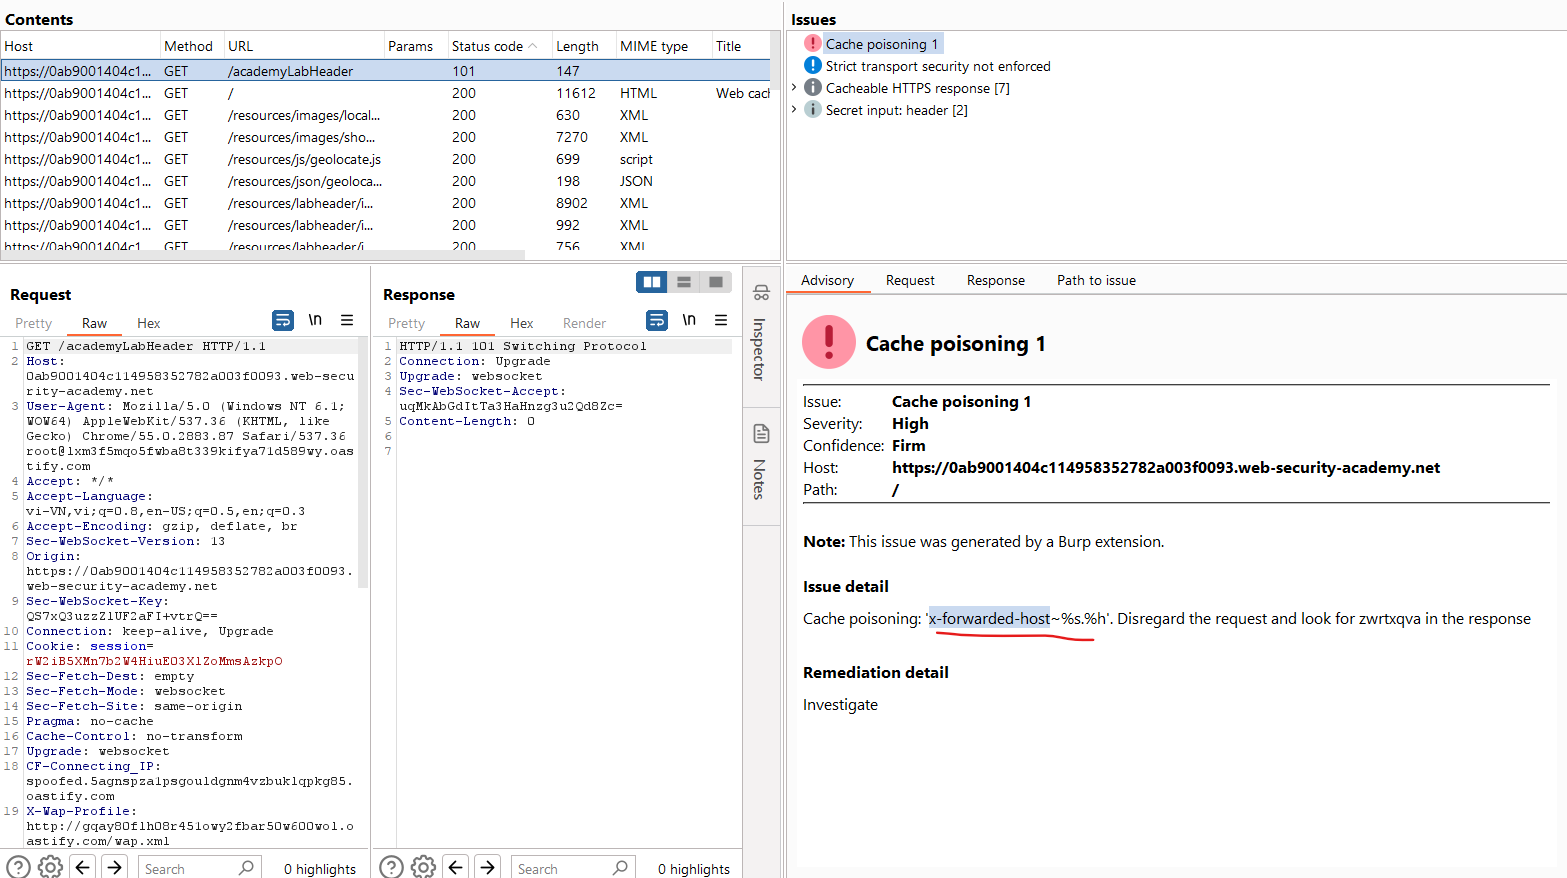 Contents
Host Method URL Params Status code Length MIME type Title
https://0ab9001404c1... GET /academyLabHeader 101 147
https://0ab9001404c1... GET / 200 11612 HTML Web cach
https://0ab9001404c1... GET /resources/images/local... 200 630 XML
https://0ab9001404c1... GET /resources/images/sho... 200 7270 XML
https://0ab9001404c1... GET /resources/js/geolocate.js 200 699 script
https://0ab9001404c1... GET /resources/json/geoloca... 200 198 JSON
https://0ab9001404c1... GET /resources/labheader/i... 200 8902 XML
https://0ab9001404c1... GET /resources/labheader/i... 200 992 XML
https://0ab9001404c1... GET /resources/labheader/i... 200 756 XML
Issues
Cache poisoning 1
Strict transport security not enforced
Cacheable HTTPS response [7]
Secret input: header [2]
Request
Pretty Raw Hex
\n
1 GET /academyLabHeader HTTP/1.1
2 Host:
0ab9001404c114958352782a003f0093.web-secu
rity-academy.net
3 User-Agent: Mozilla/5.0 (Windows NT 6.1;
WOW64) AppleWebKit/537.36 (KHTML, like
Gecko) Chrome/55.0.2883.87 Safari/537.36
root@lxm3f5mqo5fwba8t339kifya71d589wy.oas
tify.com
4 Accept: */*
5 Accept-Language:
vi-VN,vi;q=0.8,en-US;q=0.5,en;q=0.3
6 Accept-Encoding: gzip, deflate, br
7 Sec-WebSocket-Version: 13
8 Origin:
https://0ab9001404c114958352782a003f0093.
web-security-academy.net
9 Sec-WebSocket-Key:
QS7xQ3uzzZlUF2aFI+vtrQ==
10 Connection: keep-alive, Upgrade
11 Cookie: session=
rW2iB5XMn7b2W4HiuE03XlZoMmsAzkpO
12 Sec-Fetch-Dest: empty
13 Sec-Fetch-Mode: websocket
14 Sec-Fetch-Site: same-origin
15 Pragma: no-cache
16 Cache-Control: no-transform
17 Upgrade: websocket
18 CF-Connecting_IP:
spoofed.5agnspza1psgouldgnm4vzbuklqpkg85.
oastify.com
19 X-Wap-Profile:
http://gqay80flh08r451owy2fbar50w600wol.o
astify.com/wap.xml
Search 0 highlights
Response
Pretty Raw Hex Render
\n
1 HTTP/1.1 101 Switching Protocol
2 Connection: Upgrade
3 Upgrade: websocket
4 Sec-WebSocket-Accept:
uqMkAbGdItTa3HaHnzg3u2Qd8Zc=
5 Content-Length: 0
6
7
Search 0 highlights
Inspector
Notes
Advisory Request Response Path to issue
Cache poisoning 1
Issue: Cache poisoning 1
Severity: High
Confidence: Firm
Host: https://0ab9001404c114958352782a003f0093.web-security-academy.net
Path: /
Note: This issue was generated by a Burp extension.
Issue detail
Cache poisoning: 'x-forwarded-host~%s.%h'. Disregard the request and look for zwrtxqva in the response
Remediation detail
Investigate